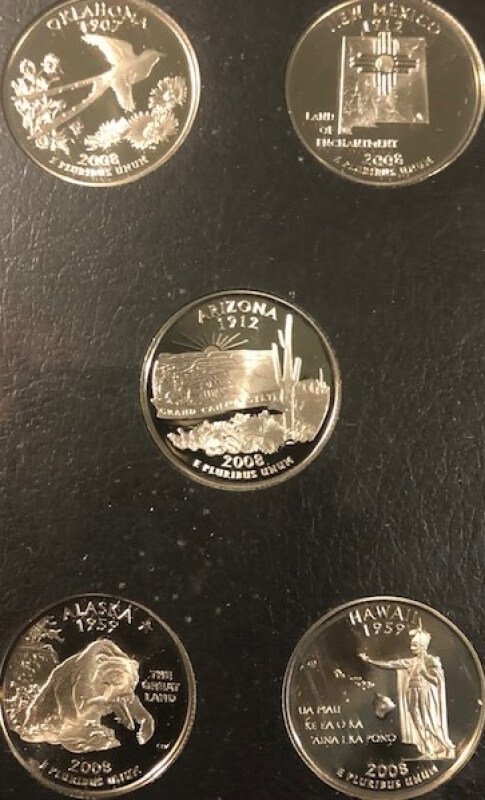 OKLAHOMA
1907
2008
E PLURIBUS UNUM
NEW MEXICO
1912
LAND
OF
ENCHANTMENT
2008
E PLURIBUS UNUM
ARIZONA
1912
GRAND CANYON STATE
2008
E PLURIBUS UNUM
ALASKA
1959
THE
GREAT
LAND
2008
E PLURIBUS UNUM
HAWAII
1959
UA MAU
KE EA O KA
'ĀINA I KA PONO
2008
E PLURIBUS UNUM